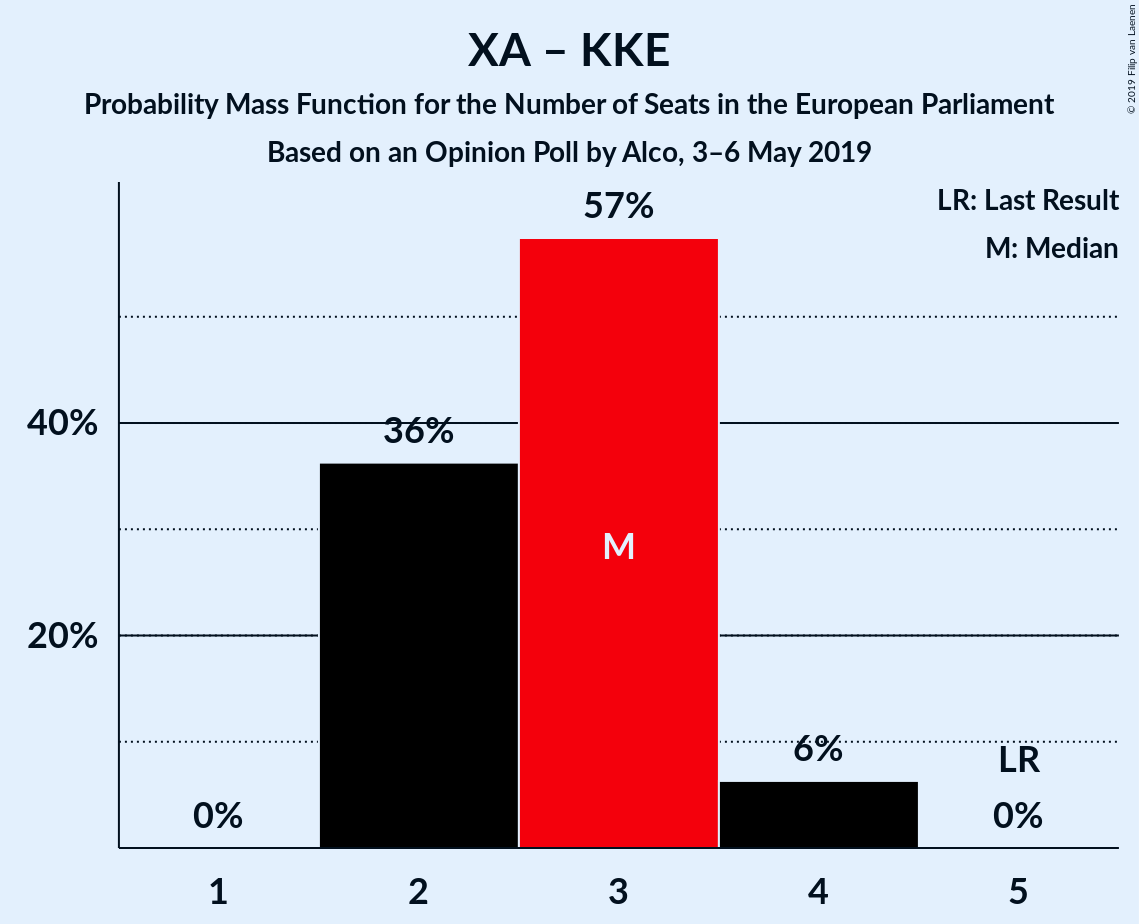 XA – KKE
Probability Mass Function for the Number of Seats in the European Parliament
Based on an Opinion Poll by Alco, 3–6 May 2019
© 2019 Filip van Laenen
LR: Last Result
M: Median
57%
40%
36%
M
20%
6%
LR
0%
0%
1 2 3 4 5